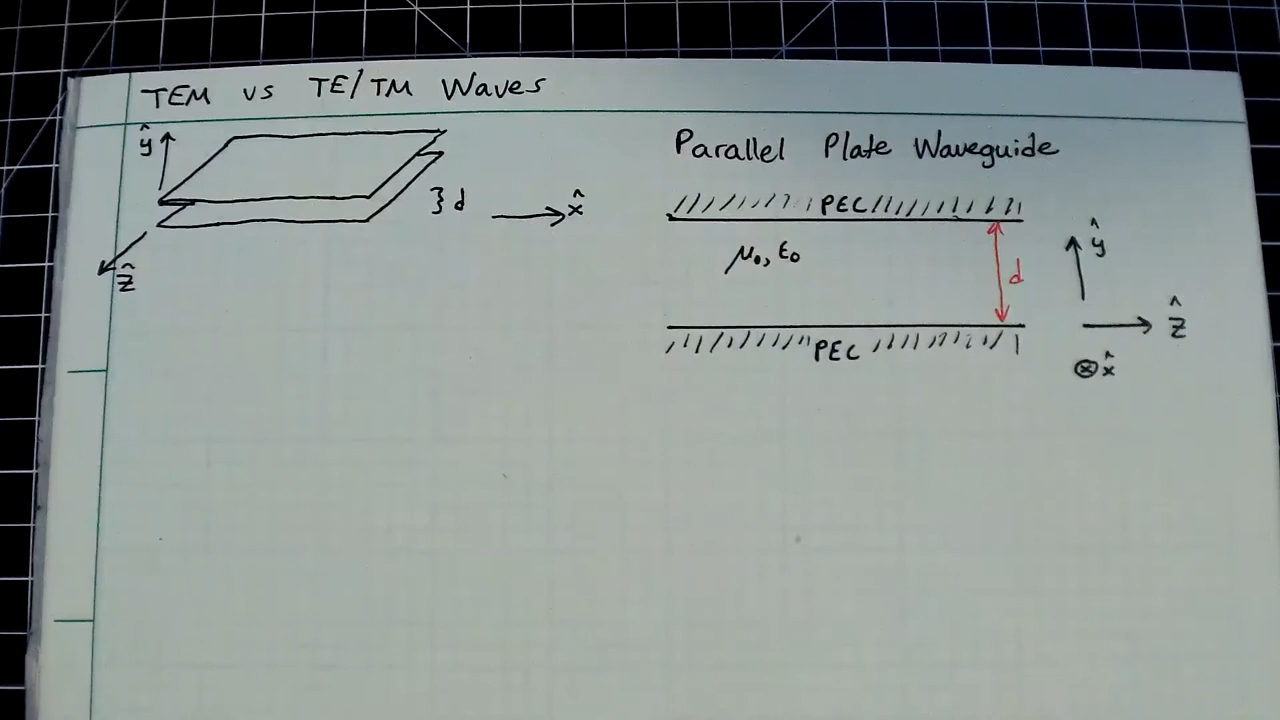 TEM vs TE/TM Waves
ŷ
d
x̂
ẑ
Parallel Plate Waveguide
PEC
μ₀, ε₀
d
PEC
ŷ
ẑ
x̂